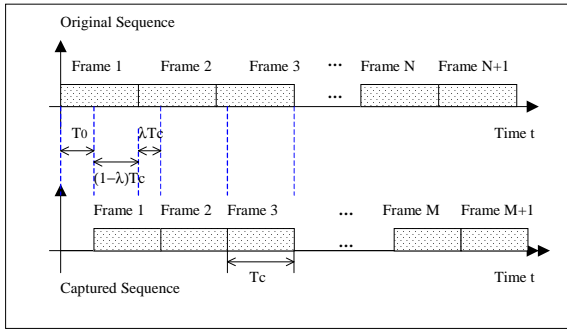 Original Sequence
Frame 1 Frame 2 Frame 3 ... Frame N Frame N+1
...
Time t
T0 λTc
(1−λ)Tc
Frame 1 Frame 2 Frame 3 ... Frame M Frame M+1
...
Tc Time t
Captured Sequence